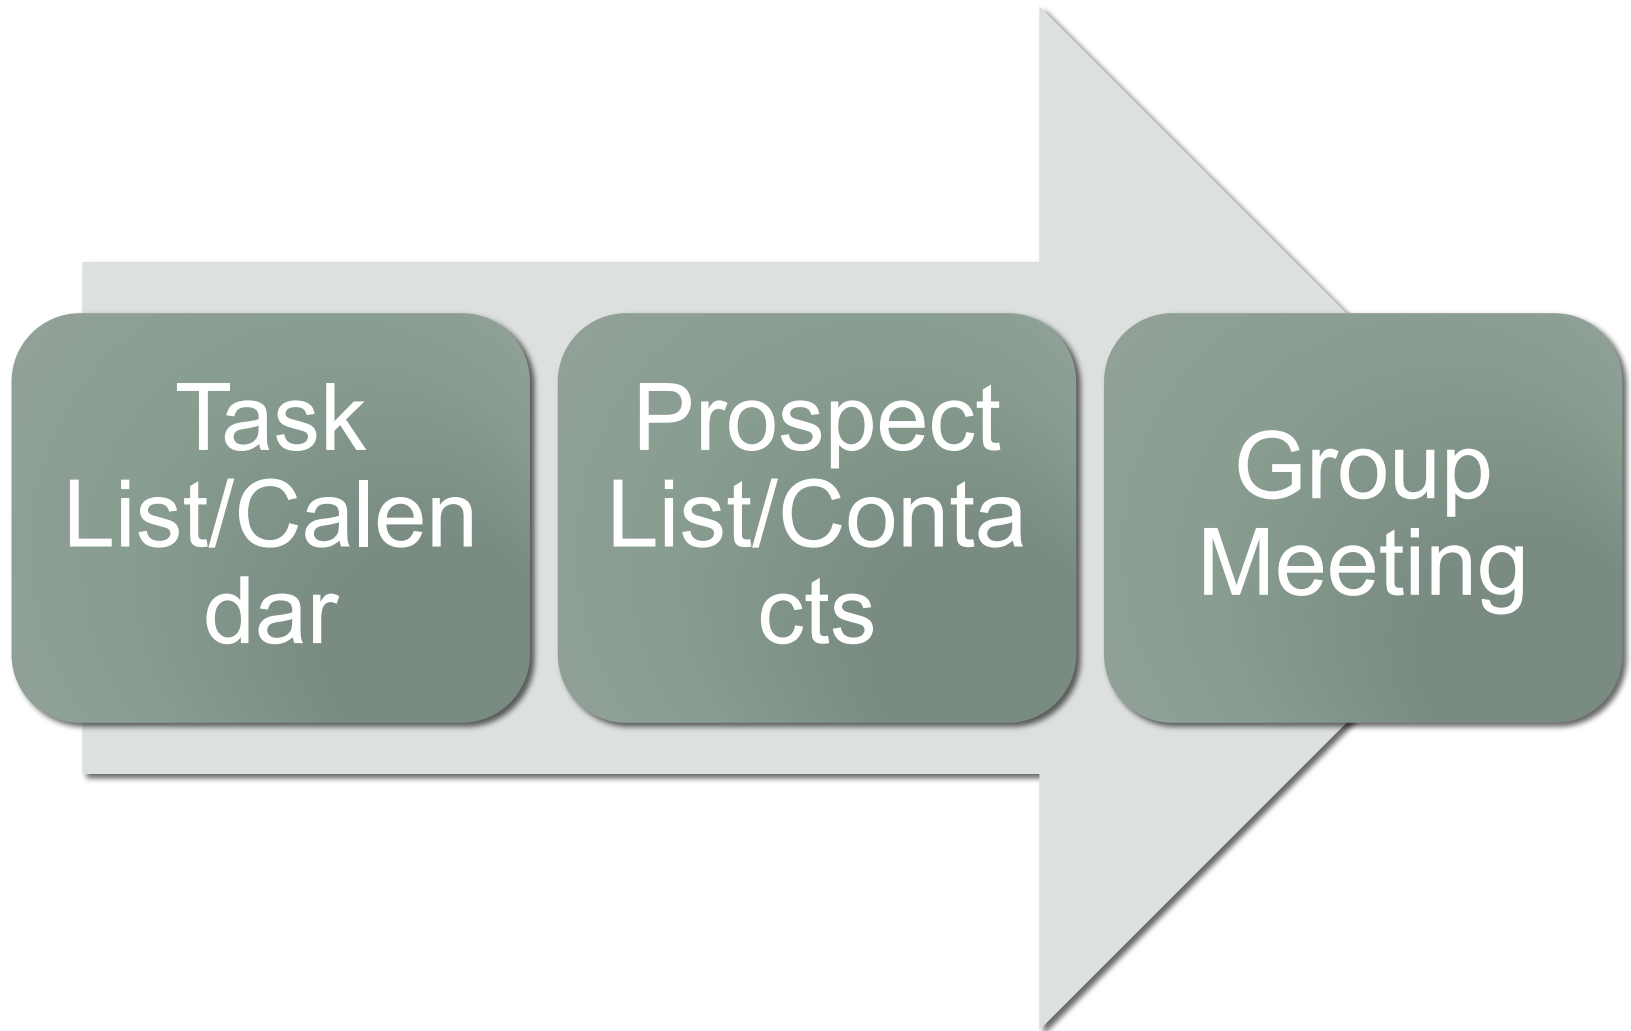 Task
List/Calen
dar
Prospect
List/Conta
cts
Group
Meeting